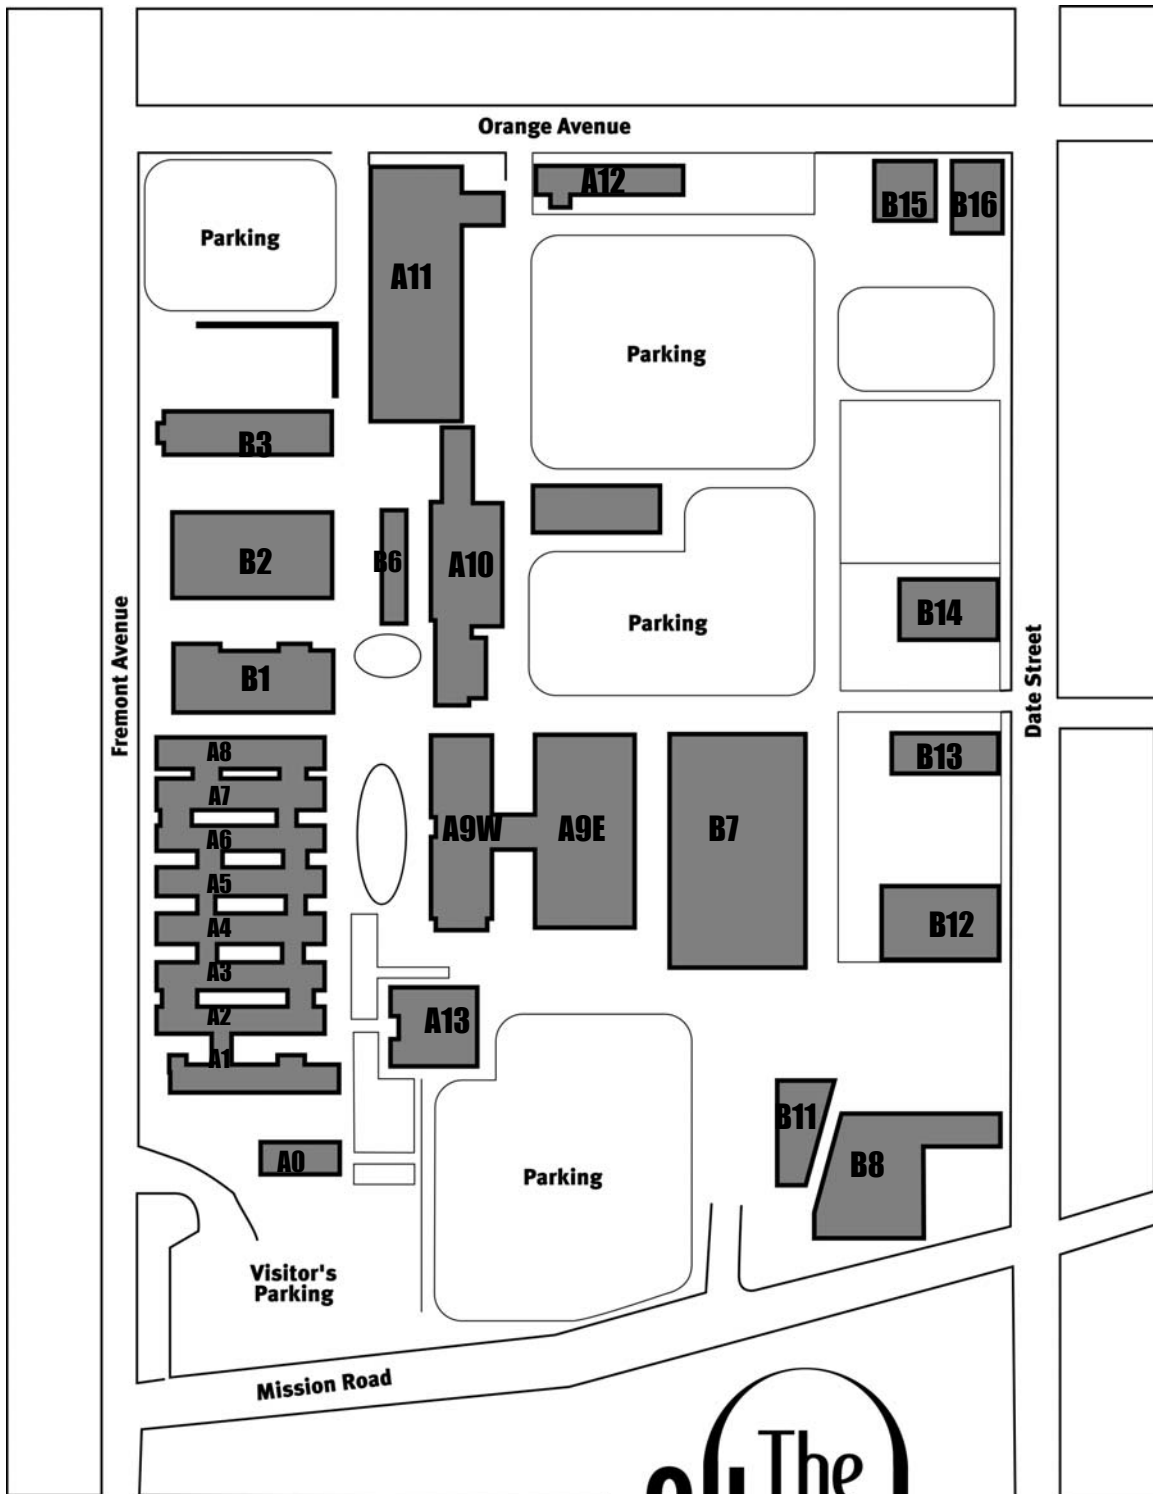 Orange Avenue
A12
B15
B16
Parking
A11
Parking
B3
B2
B6
A10
B14
Parking
Fremont Avenue
Date Street
B1
A8
B13
A7
A9W
A9E
B7
A6
A5
A4
B12
A3
A2
A13
A1
B11
A0
B8
Parking
Visitor's
Parking
Mission Road
The